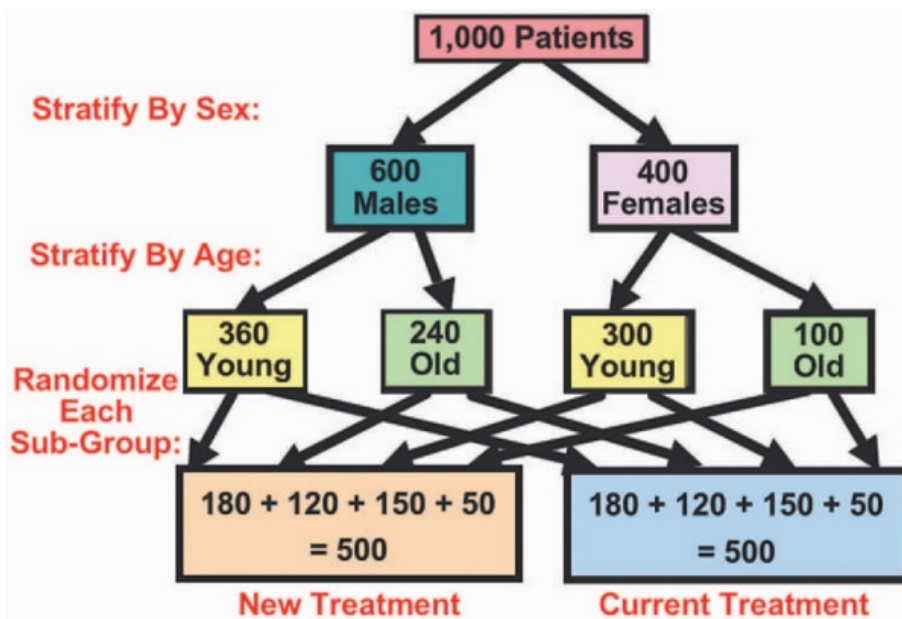 1,000 Patients
Stratify By Sex:
600
Males
400
Females
Stratify By Age:
360
Young
240
Old
300
Young
100
Old
Randomize
Each
Sub-Group:
180 + 120 + 150 + 50
= 500
180 + 120 + 150 + 50
= 500
New Treatment
Current Treatment